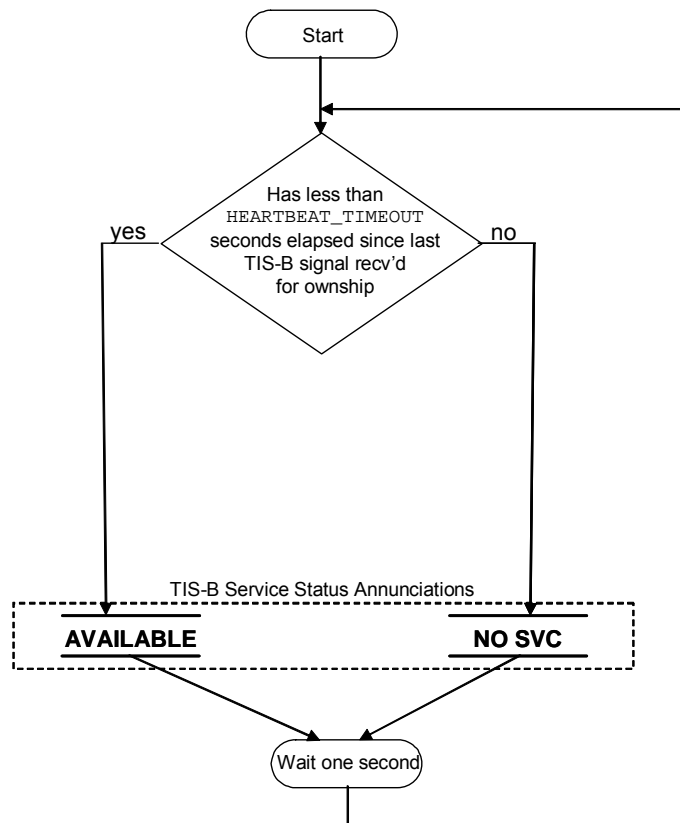 Start
Has less than
HEARTBEAT_TIMEOUT
seconds elapsed since last
TIS-B signal recv'd
for ownship
yes
no
TIS-B Service Status Annunciations
AVAILABLE
NO SVC
Wait one second